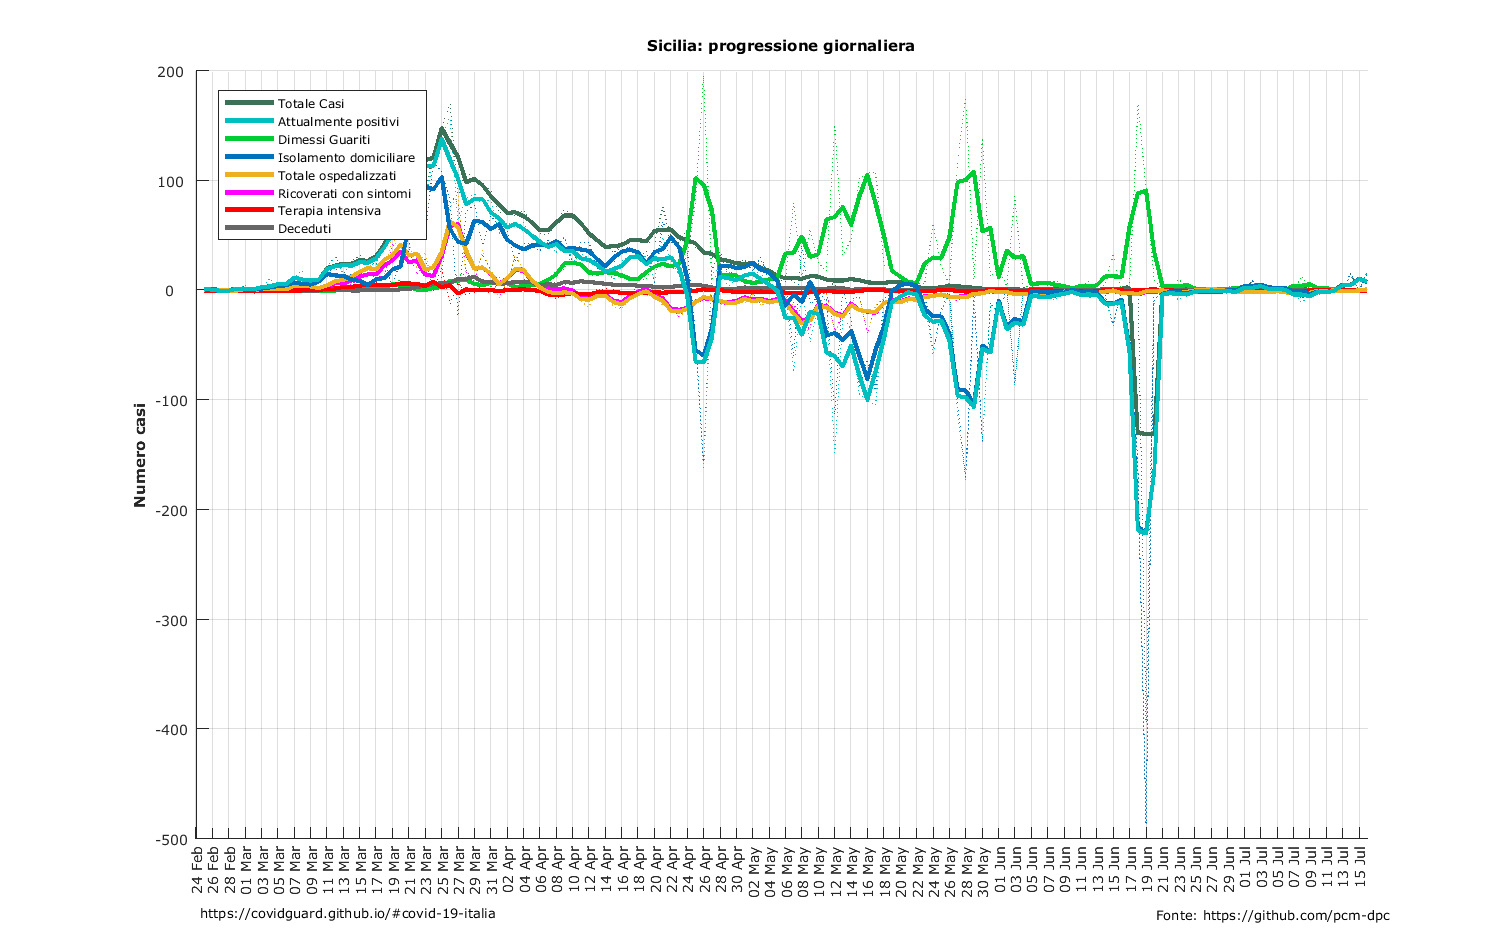 Sicilia: progressione giornaliera
200
100
0
-100
-200
-300
-400
-500
Numero casi
Totale Casi
Attualmente positivi
Dimessi Guariti
Isolamento domiciliare
Totale ospedalizzati
Ricoverati con sintomi
Terapia intensiva
Deceduti
24 Feb
26 Feb
28 Feb
01 Mar
03 Mar
05 Mar
07 Mar
09 Mar
11 Mar
13 Mar
15 Mar
17 Mar
19 Mar
21 Mar
23 Mar
25 Mar
27 Mar
29 Mar
31 Mar
02 Apr
04 Apr
06 Apr
08 Apr
10 Apr
12 Apr
14 Apr
16 Apr
18 Apr
20 Apr
22 Apr
24 Apr
26 Apr
28 Apr
30 Apr
02 May
04 May
06 May
08 May
10 May
12 May
14 May
16 May
18 May
20 May
22 May
24 May
26 May
28 May
30 May
01 Jun
03 Jun
05 Jun
07 Jun
09 Jun
11 Jun
13 Jun
15 Jun
17 Jun
19 Jun
21 Jun
23 Jun
25 Jun
27 Jun
29 Jun
01 Jul
03 Jul
05 Jul
07 Jul
09 Jul
11 Jul
13 Jul
15 Jul
https://covidguard.github.io/#covid-19-italia
Fonte: https://github.com/pcm-dpc